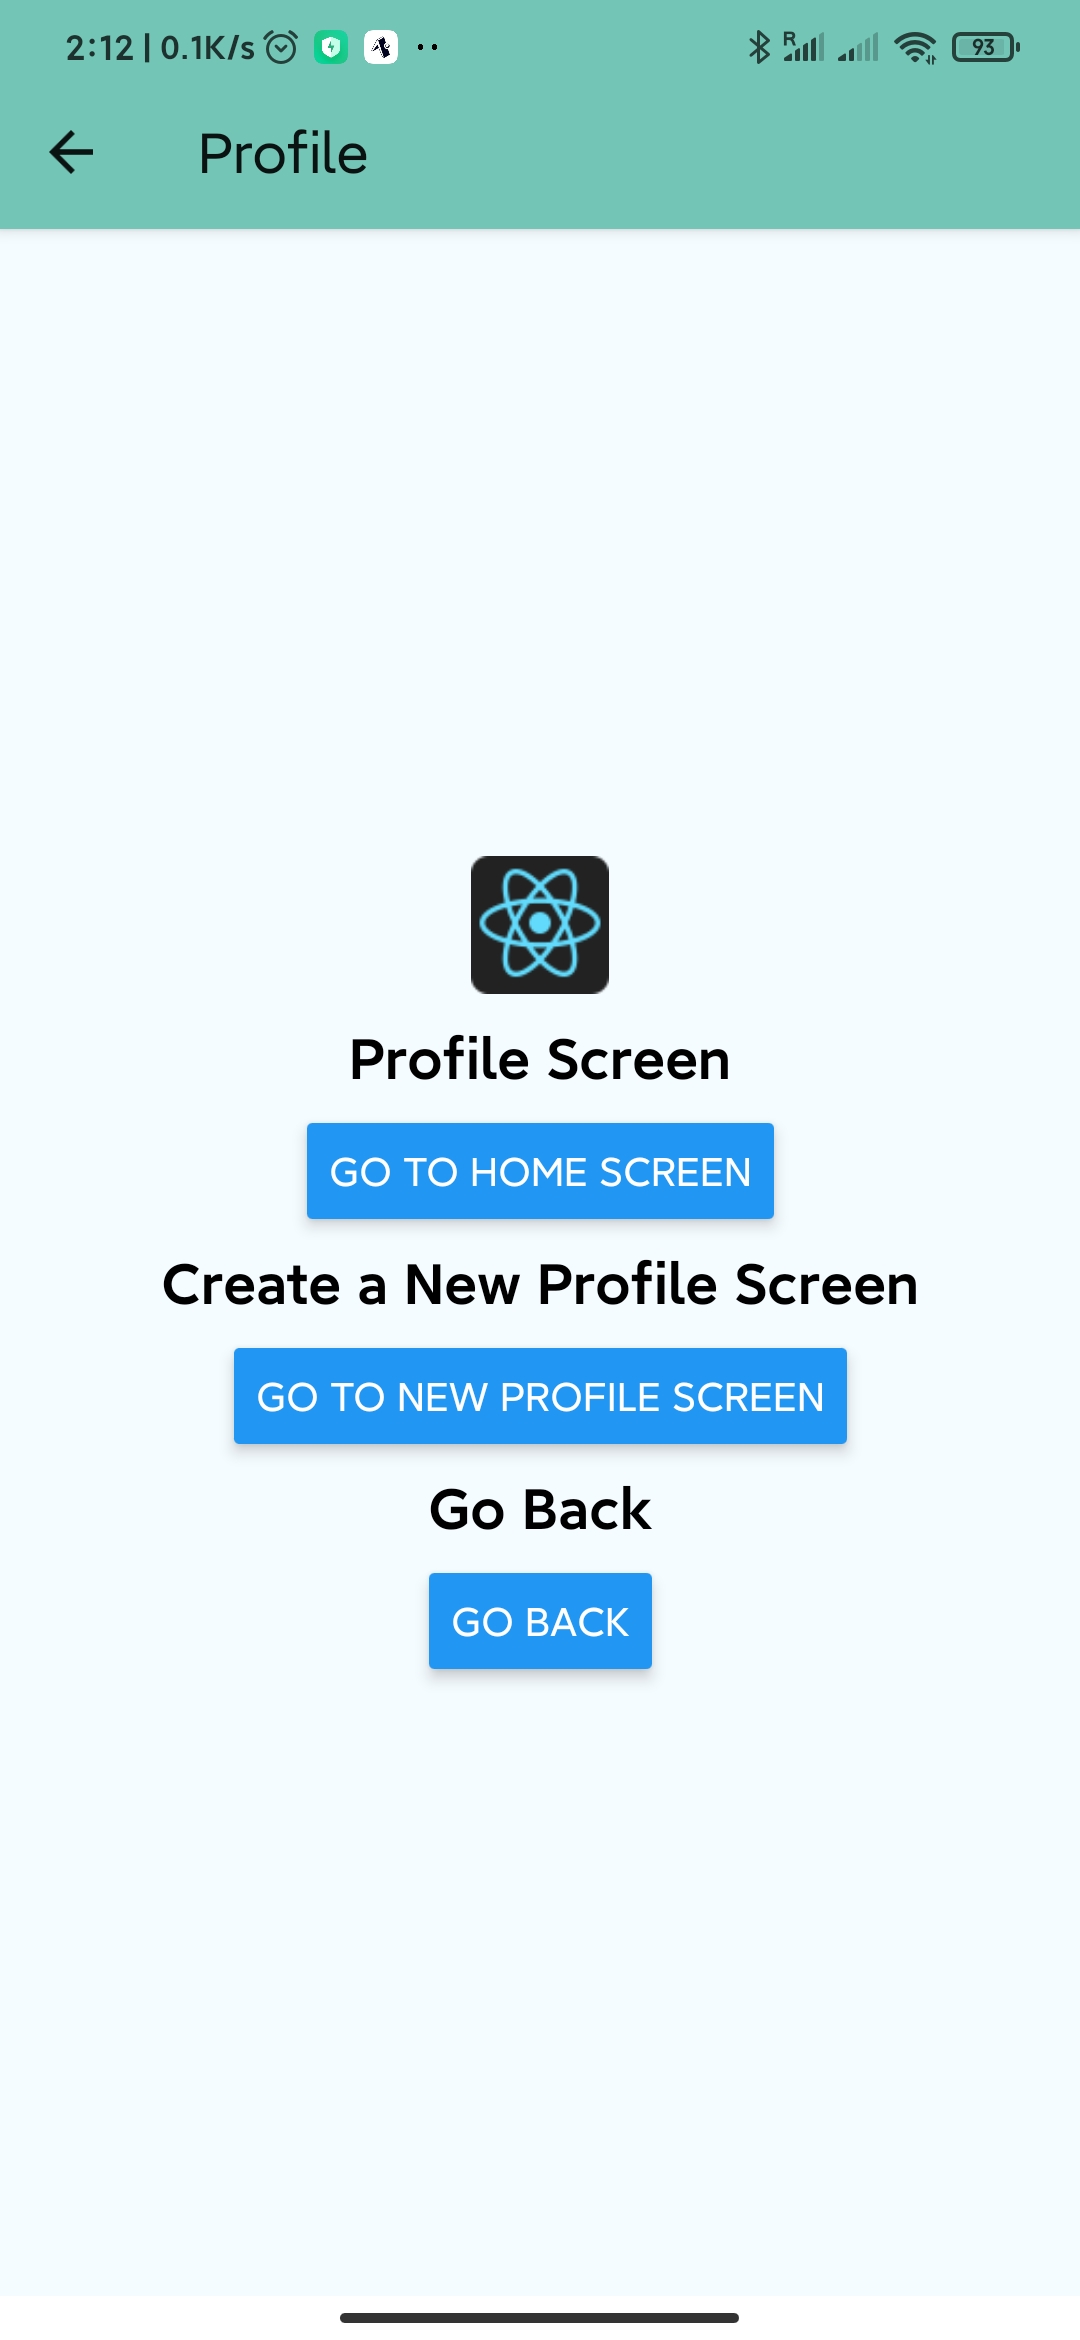 2:12 | 0.1K/s
R
93
Profile
Profile Screen
GO TO HOME SCREEN
Create a New Profile Screen
GO TO NEW PROFILE SCREEN
Go Back
GO BACK